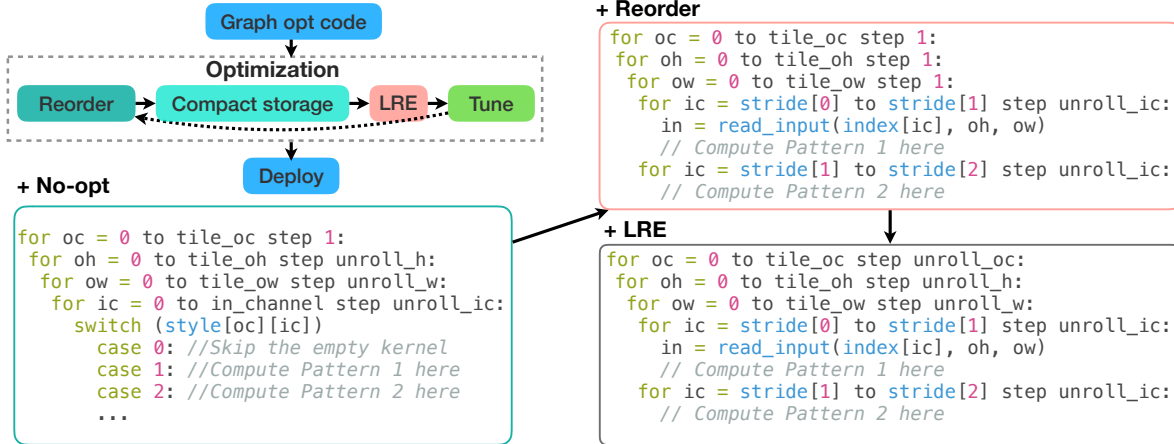 Graph opt code
Optimization
Reorder
Compact storage
LRE
Tune
Deploy
+ No-opt
for oc = 0 to tile_oc step 1:
for oh = 0 to tile_oh step unroll_h:
for ow = 0 to tile_ow step unroll_w:
for ic = 0 to in_channel step unroll_ic:
switch (style[oc][ic])
case 0: //Skip the empty kernel
case 1: //Compute Pattern 1 here
case 2: //Compute Pattern 2 here
...
+ Reorder
for oc = 0 to tile_oc step 1:
for oh = 0 to tile_oh step 1:
for ow = 0 to tile_ow step 1:
for ic = stride[0] to stride[1] step unroll_ic:
in = read_input(index[ic], oh, ow)
// Compute Pattern 1 here
for ic = stride[1] to stride[2] step unroll_ic:
// Compute Pattern 2 here
+ LRE
for oc = 0 to tile_oc step unroll_oc:
for oh = 0 to tile_oh step unroll_h:
for ow = 0 to tile_ow step unroll_w:
for ic = stride[0] to stride[1] step unroll_ic:
in = read_input(index[ic], oh, ow)
// Compute Pattern 1 here
for ic = stride[1] to stride[2] step unroll_ic:
// Compute Pattern 2 here